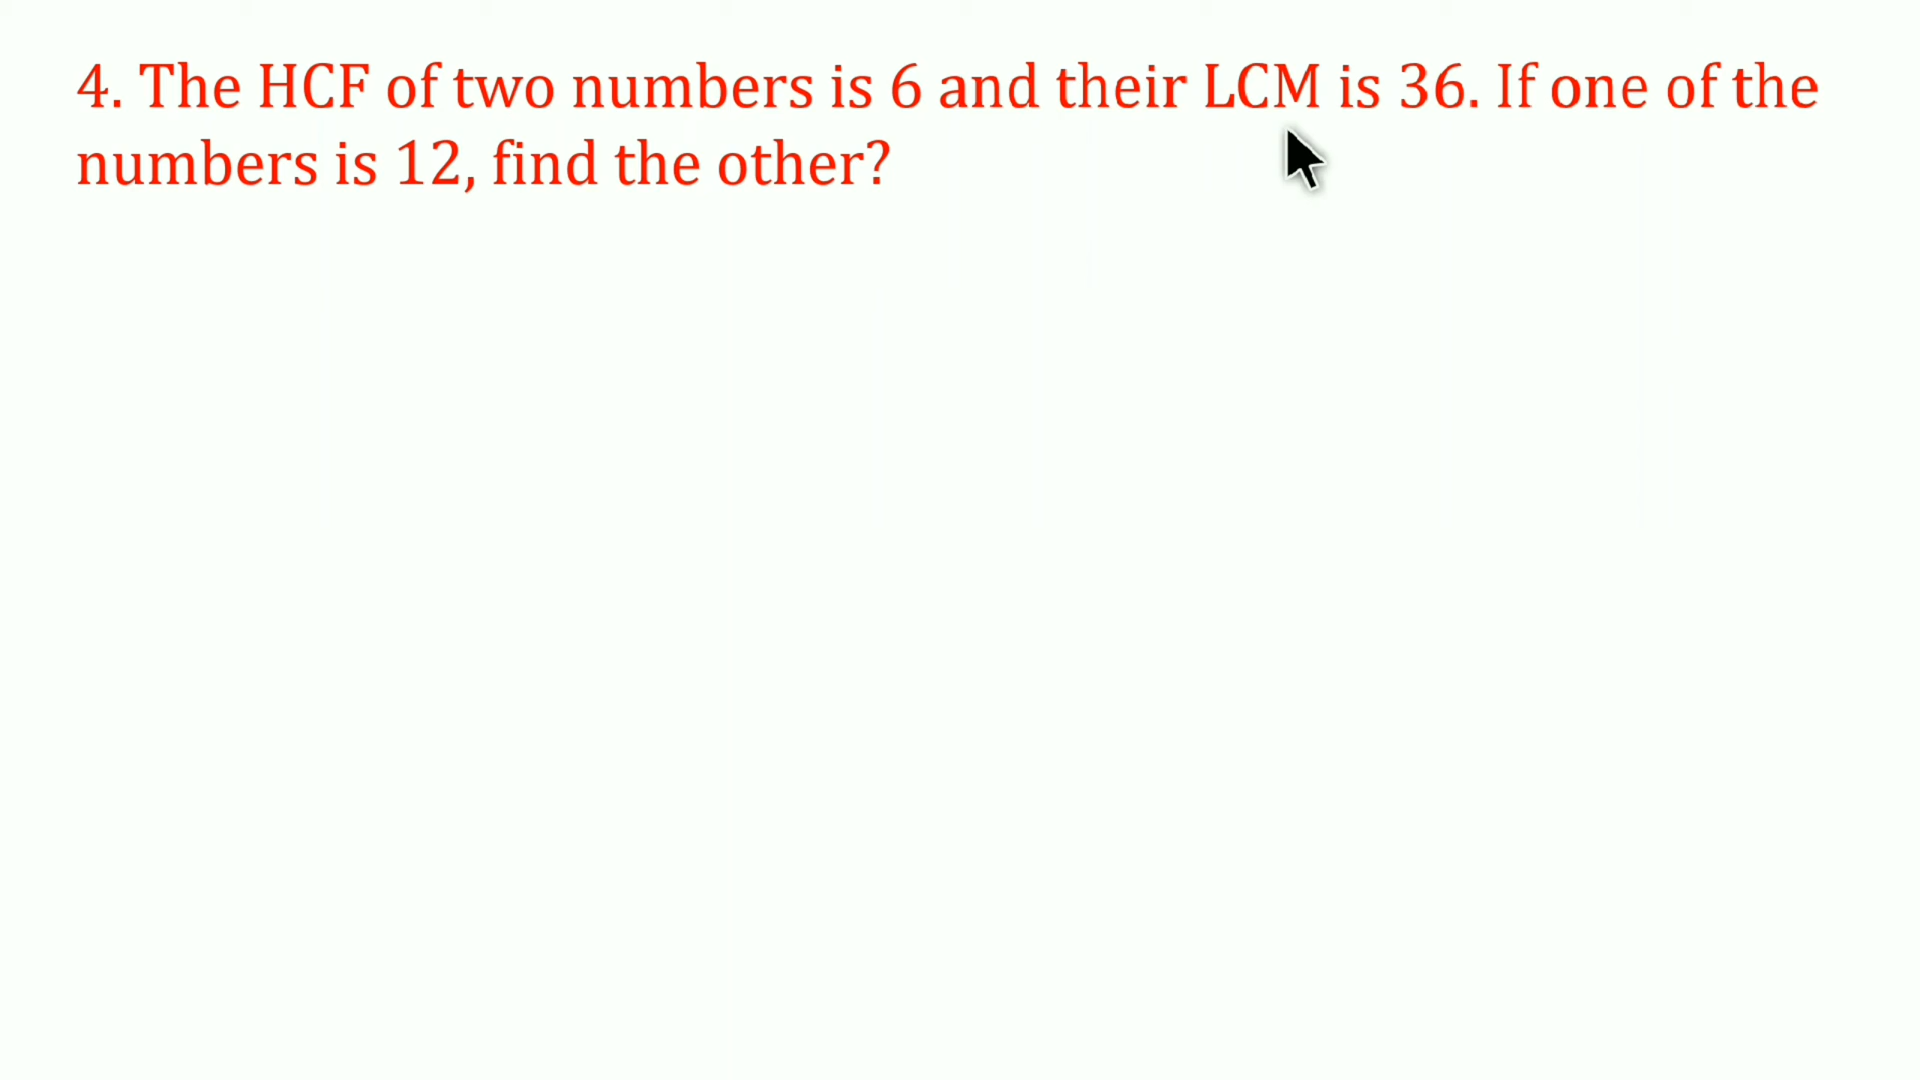 4. The HCF of two numbers is 6 and their LCM is 36. If one of the
numbers is 12, find the other?